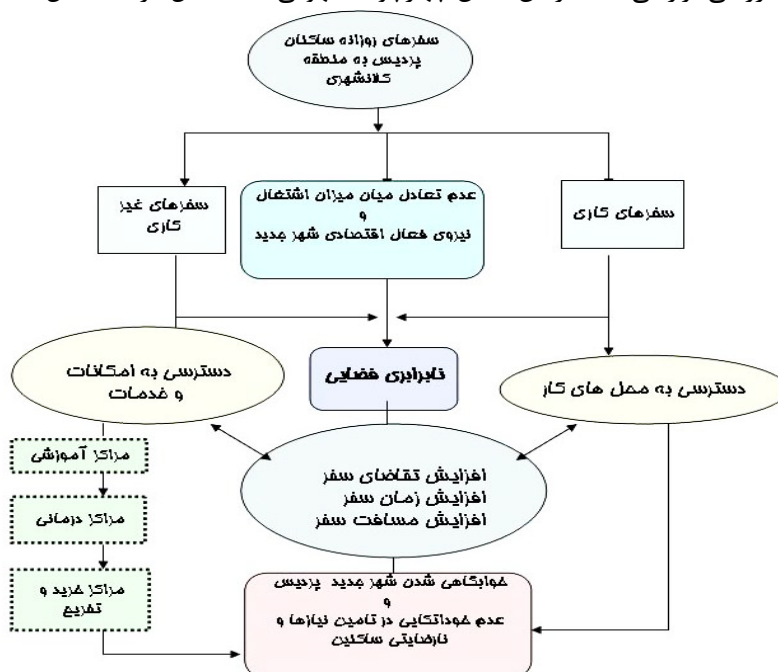 سفرهای روزانه ساکنان
پردیس به منطقه
کلانشهری
سفرهای غیر
کاری
عدم تعادل میان میزان اشتغال
و
نیروی فعال اقتصادی شهر جدید
سفرهای کاری
دسترسی به امکانات
و خدمات
نابرابری فضایی
دسترسی به محل های کار
مراکز آموزشی
مراکز درمانی
مراکز خرید و
تفریح
افزایش تقاضای سفر
افزایش زمان سفر
افزایش مسافت سفر
خوابگاهی شدن شهر جدید پردیس
و
عدم خوداتکایی در تامین نیازها و
نارضایتی ساکنین